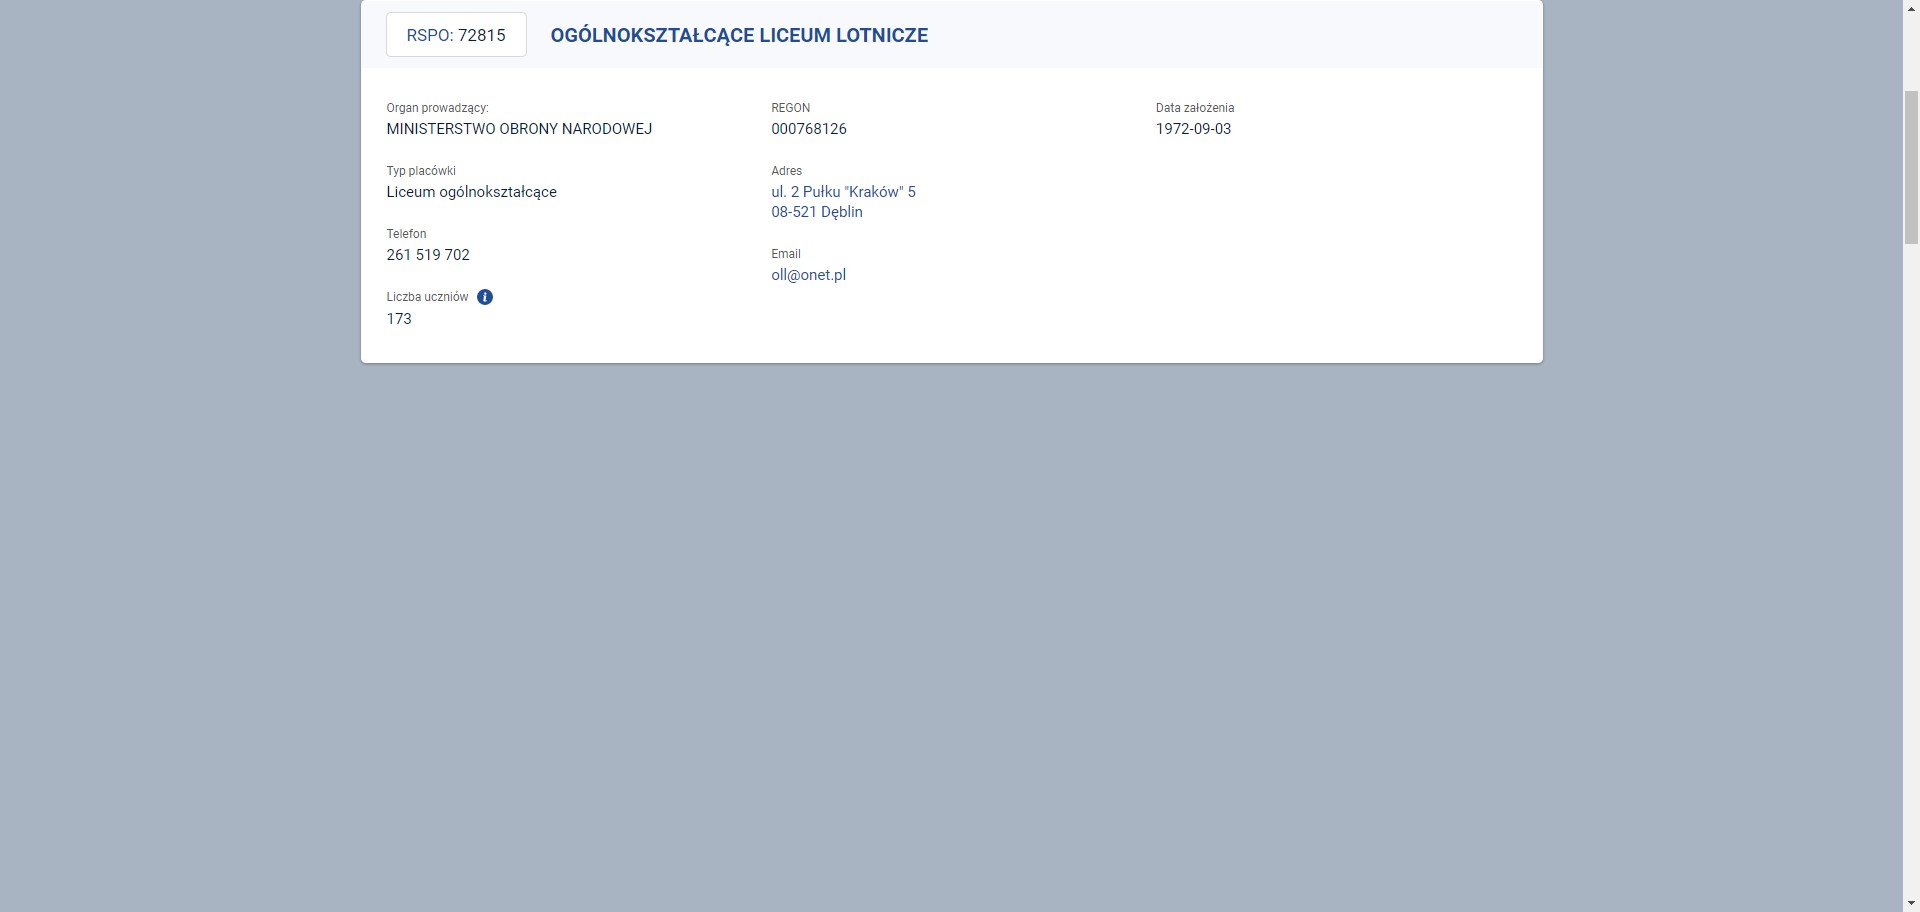 RSPO: 72815
OGÓLNOKSZTAŁCĄCE LICEUM LOTNICZE
Organ prowadzący:
MINISTERSTWO OBRONY NARODOWEJ
Typ placówki
Liceum ogólnokształcące
Telefon
261 519 702
Liczba uczniów
173
REGON
000768126
Adres
ul. 2 Pułku "Kraków" 5
08-521 Dęblin
Email
oll@onet.pl
Data założenia
1972-09-03